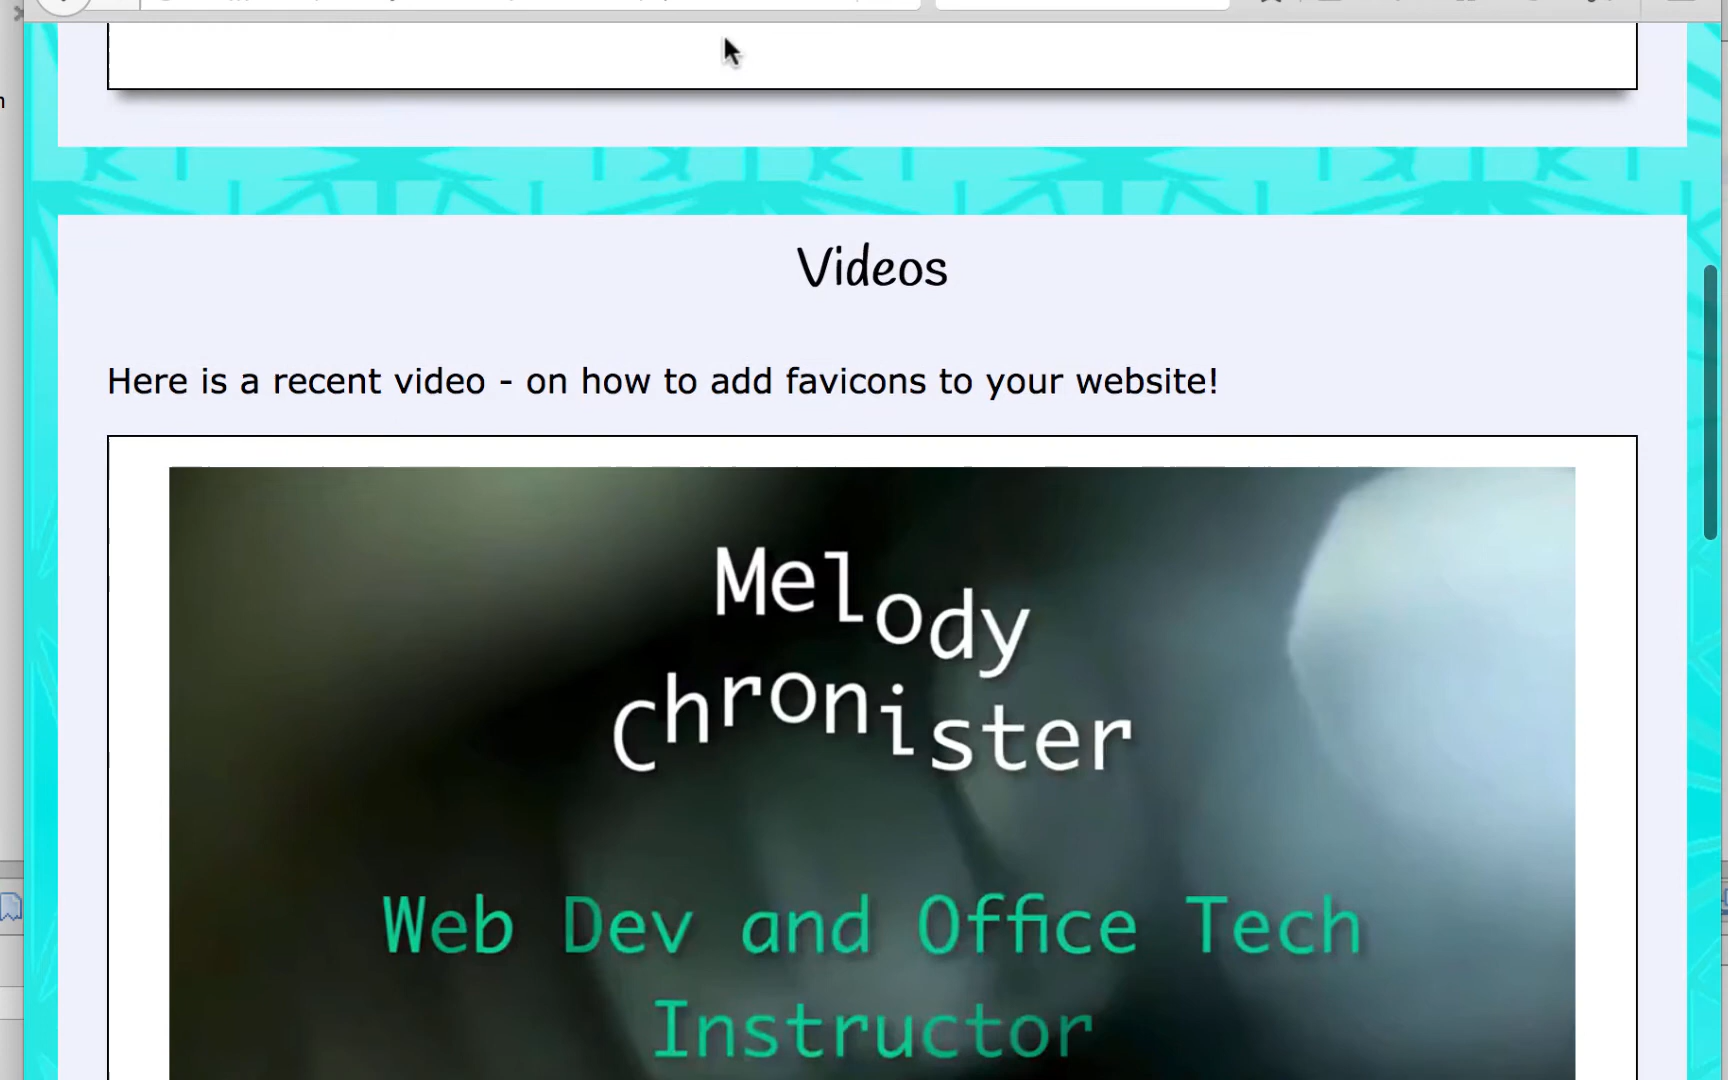 Videos
Here is a recent video - on how to add favicons to your website!
Melody
Chronister
Web Dev and Office Tech
Instructor